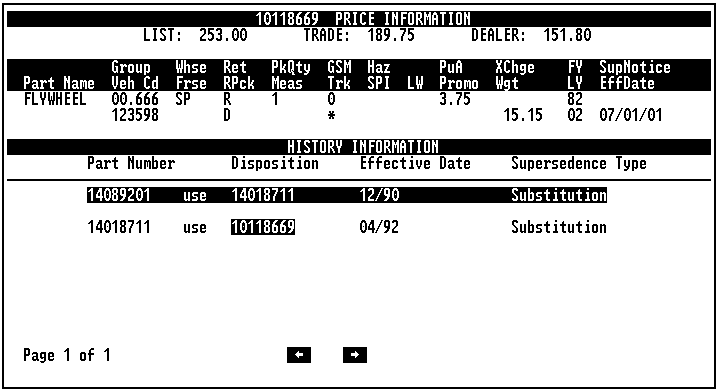 10118669 PRICE INFORMATION
LIST: 253.00 TRADE: 189.75 DEALER: 151.80
Group Whse Ret PkQty GSM Haz PuA XChge FY SupNotice
Part Name Veh Cd Frse RPck Meas Trk SPI LW Promo Wgt LY EffDate
FLYWHEEL 00.666 SP R 1 0 3.75 82
123598 D * 15.15 02 07/01/01
HISTORY INFORMATION
Part Number Disposition Effective Date Supersedence Type
14089201 use 14018711 12/90 Substitution
14018711 use 10118669 04/92 Substitution
Page 1 of 1 ← →